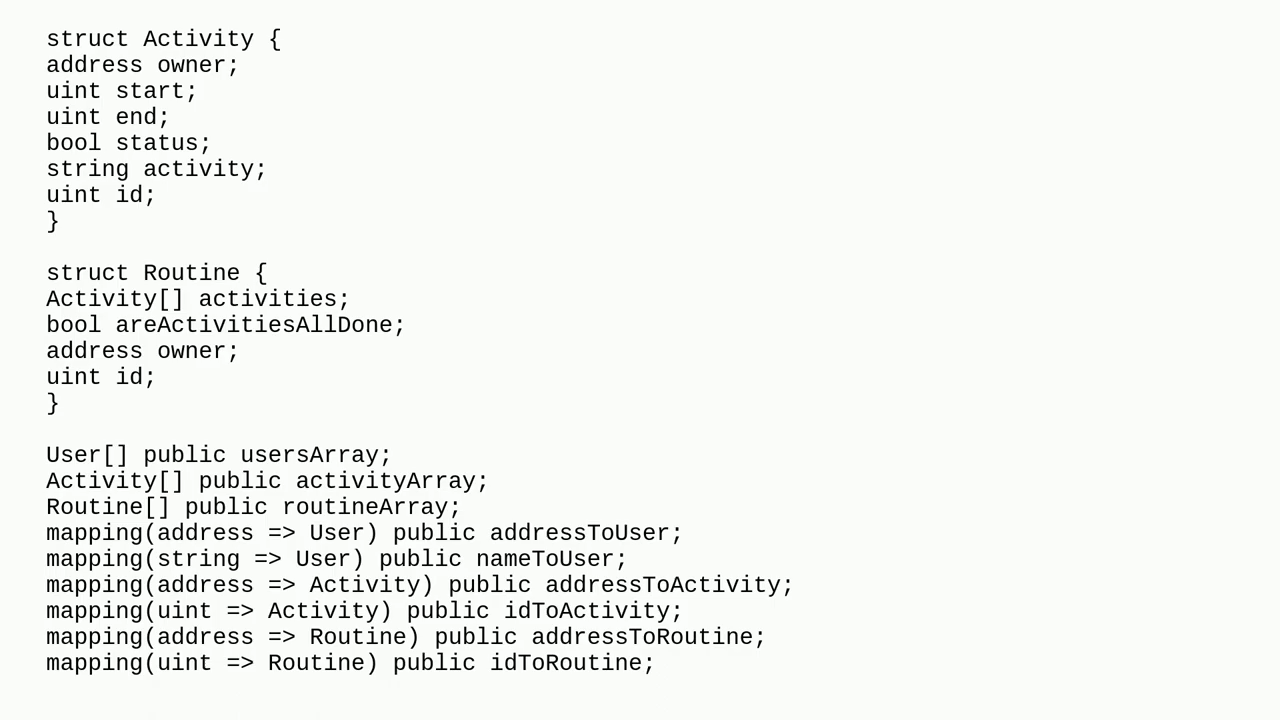 struct Activity {
address owner;
uint start;
uint end;
bool status;
string activity;
uint id;
}

struct Routine {
Activity[] activities;
bool areActivitiesAllDone;
address owner;
uint id;
}

User[] public usersArray;
Activity[] public activityArray;
Routine[] public routineArray;
mapping(address => User) public addressToUser;
mapping(string => User) public nameToUser;
mapping(address => Activity) public addressToActivity;
mapping(uint => Activity) public idToActivity;
mapping(address => Routine) public addressToRoutine;
mapping(uint => Routine) public idToRoutine;